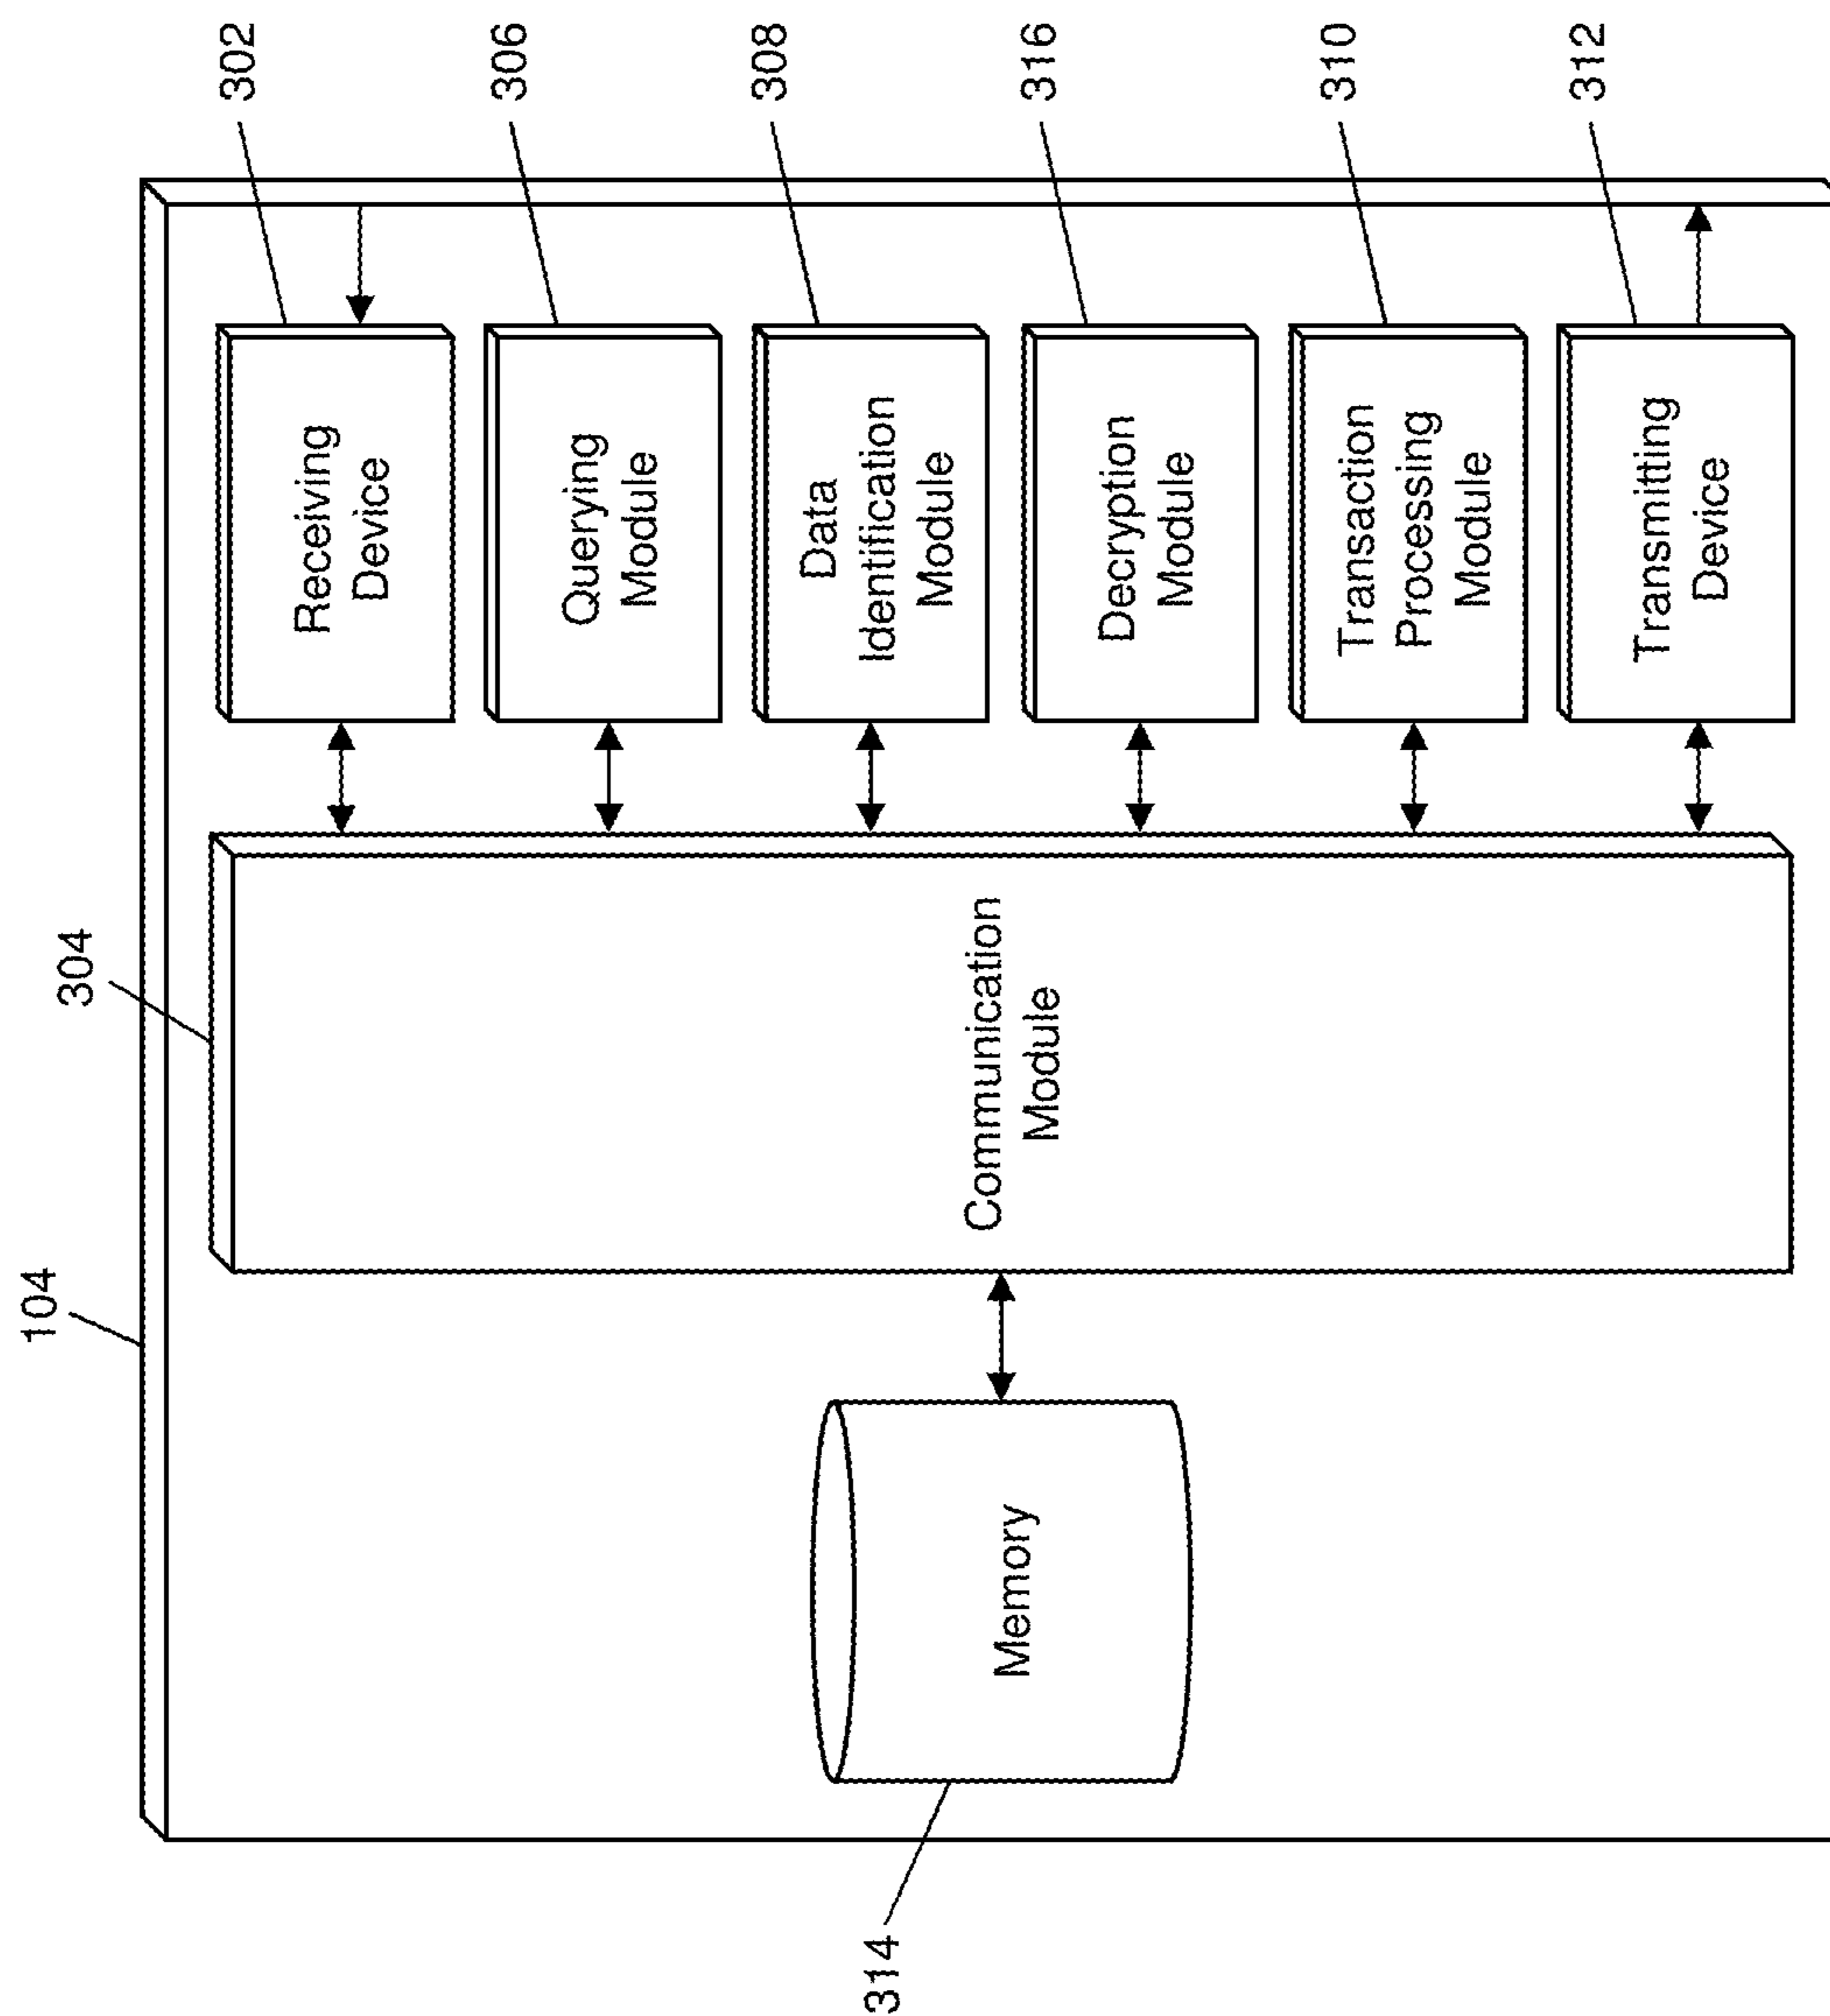 104
304
302
Receiving
Device
306
Querying
Module
308
Data
Identification
Module
316
Decryption
Module
310
Transaction
Processing
Module
312
Transmitting
Device
Communication
Module
Memory
314